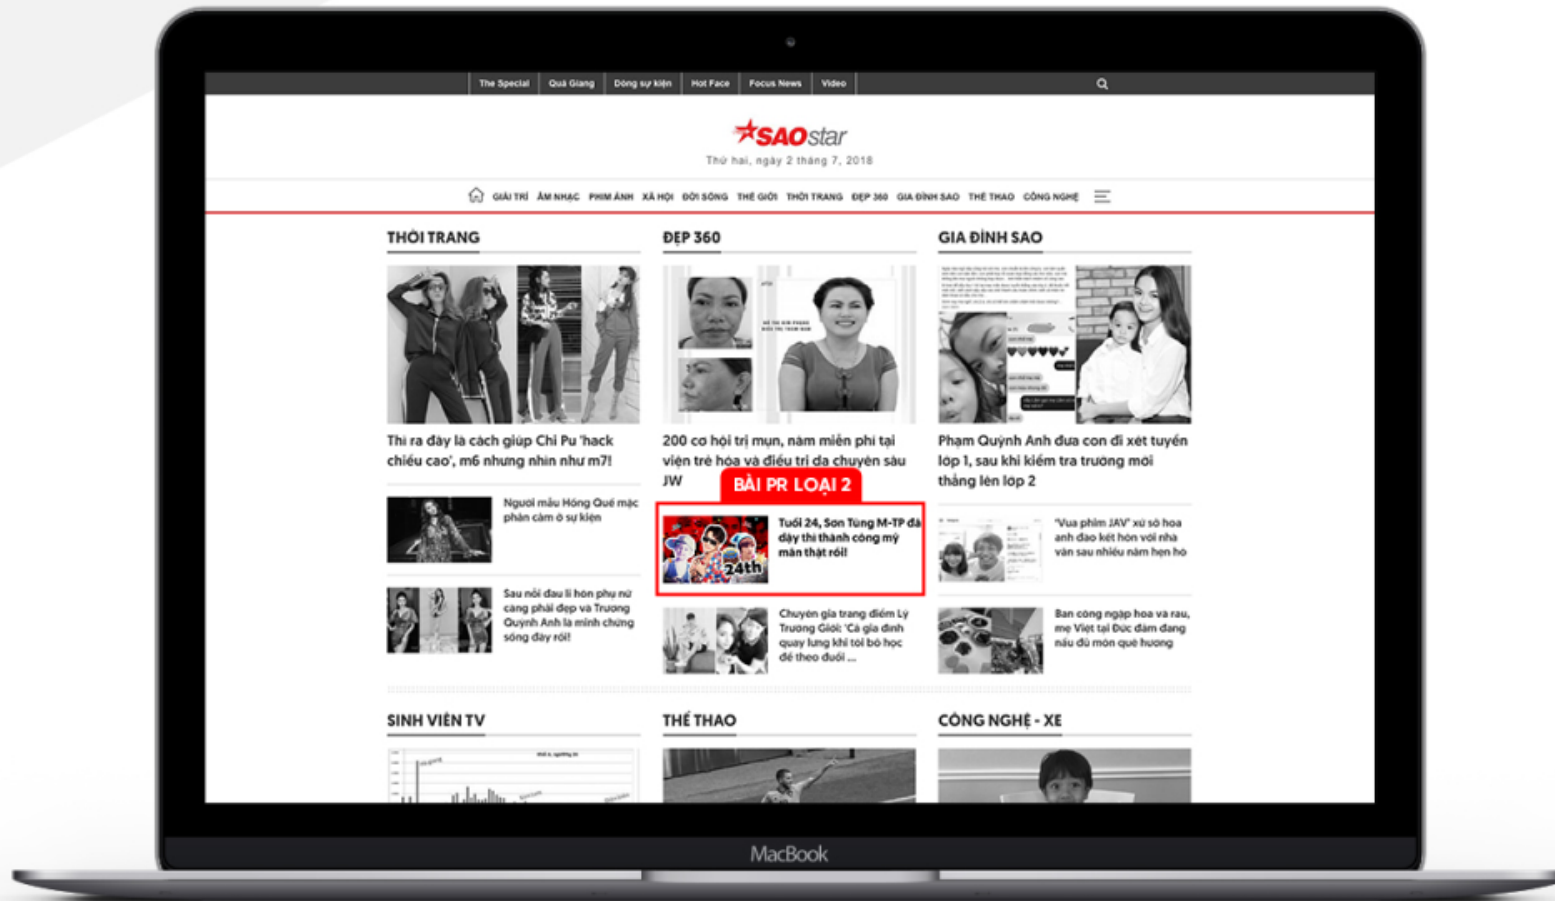 The Special Quả Giang Dòng sự kiện Hot Face Focus News Video
SAOstar
Thứ hai, ngày 2 tháng 7, 2018
GIẢI TRÍ ÂM NHẠC PHIM ẢNH XÃ HỘI ĐỜI SỐNG THẾ GIỚI THỜI TRANG ĐẸP 360 GIA ĐÌNH SAO THỂ THAO CÔNG NGHỆ
THỜI TRANG
Thì ra đây là cách giúp Chi Pu 'hack
chiều cao', m6 nhưng nhìn như m7!
Người mẫu Hồng Quế mặc
phản cảm ở sự kiện
Sau nỗi đau li hôn phụ nữ
càng phải đẹp và Trương
Quỳnh Anh là minh chứng
sống đây rồi!
ĐẸP 360
200 cơ hội trị mụn, nám miễn phí tại
viện trẻ hóa và điều trị da chuyên sâu
JW
BÀI PR LOẠI 2
24th
Tuổi 24, Sơn Tùng M-TP đã
dậy thì thành công mỹ
mãn thật rồi!
Chuyên gia trang điểm Lý
Trường Giời: 'Cả gia đình
quay lưng khi tôi bỏ học
để theo đuổi ...
GIA ĐÌNH SAO
Phạm Quỳnh Anh đưa con đi xét tuyển
lớp 1, sau khi kiểm tra trường mời
thẳng lên lớp 2
'Vua phim JAV' xứ sở hoa
anh đào kết hôn với nhà
văn sau nhiều năm hẹn hò
Ban công ngập hoa và rau,
mẹ Việt tại Đức đảm đang
nấu đủ món quê hương
SINH VIÊN TV
THỂ THAO
CÔNG NGHỆ - XE
MacBook